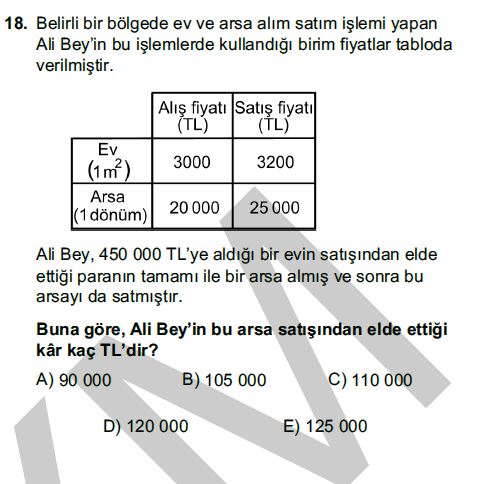 18. Belirli bir bölgede ev ve arsa alım satım işlemi yapan
Ali Bey'in bu işlemlerde kullandığı birim fiyatlar tabloda
verilmiştir.
Alış fiyatı (TL) Satış fiyatı (TL)
Ev (1 m²) 3000 3200
Arsa (1 dönüm) 20 000 25 000
Ali Bey, 450 000 TL'ye aldığı bir evin satışından elde
ettiği paranın tamamı ile bir arsa almış ve sonra bu
arsayı da satmıştır.
Buna göre, Ali Bey'in bu arsa satışından elde ettiği
kâr kaç TL'dir?
A) 90 000 B) 105 000 C) 110 000
D) 120 000 E) 125 000